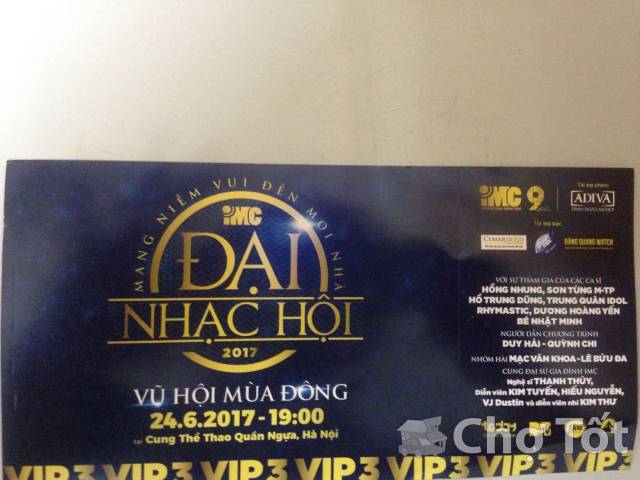 MANG NIỀM VUI ĐẾN MỌI NHÀ
iMC
ĐẠI
NHẠC HỘI
2017
VŨ HỘI MÙA ĐÔNG
24.6.2017 - 19:00
Tại Cung Thể Thao Quần Ngựa, Hà Nội
iMC 9
Tài trợ chính
ADIVA
Tài trợ bạc
CUMARGOLD
ĐĂNG QUANG WATCH
VỚI SỰ THAM GIA CỦA CÁC CA SĨ
HỒNG NHUNG, SƠN TÙNG M-TP
HỒ TRUNG DŨNG, TRUNG QUÂN IDOL
RHYMASTIC, DƯƠNG HOÀNG YẾN
BÉ NHẬT MINH
NGƯỜI DẪN CHƯƠNG TRÌNH
DUY HẢI - QUỲNH CHI
NHÓM HÀI MẠC VĂN KHOA - LÊ BỬU ĐA
CÙNG ĐẠI SỨ GIA ĐÌNH IMC
Nghệ sĩ THANH THỦY,
Diễn viên KIM TUYẾN, HIẾU NGUYỄN,
VJ Dustin và diễn viên nhí KIM THƯ
VIP 3 VIP 3 VIP 3 VIP 3 VIP 3 VIP 3 VIP 3
Chợ Tốt